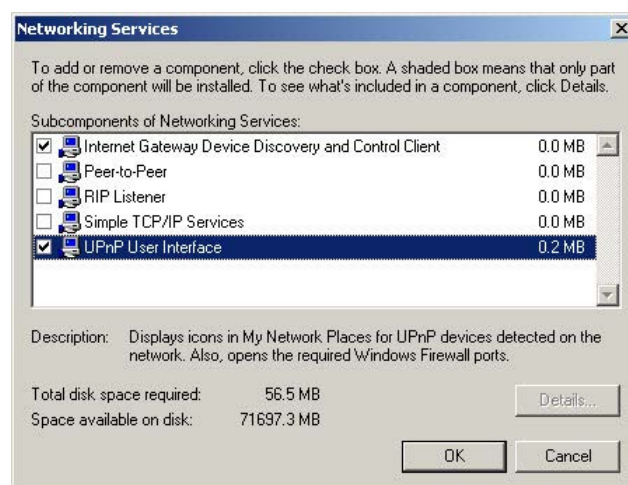 Networking Services
To add or remove a component, click the check box. A shaded box means that only part
of the component will be installed. To see what's included in a component, click Details.
Subcomponents of Networking Services:
Internet Gateway Device Discovery and Control Client 0.0 MB
Peer-to-Peer 0.0 MB
RIP Listener 0.0 MB
Simple TCP/IP Services 0.0 MB
UPnP User Interface 0.2 MB
Description: Displays icons in My Network Places for UPnP devices detected on the
network. Also, opens the required Windows Firewall ports.
Total disk space required: 56.5 MB
Space available on disk: 71697.3 MB
Details...
OK Cancel